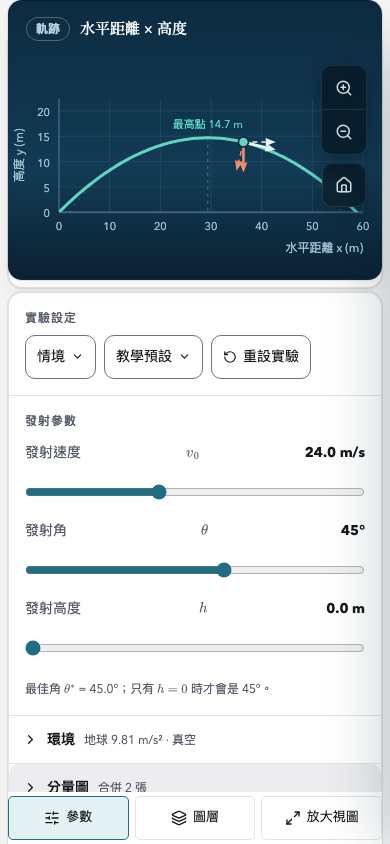 軌跡 水平距離 × 高度
高度 y (m)
20
15
10
5
0
最高點 14.7 m
0 10 20 30 40 50 60
水平距離 x (m)
實驗設定
情境 教學預設 重設實驗
發射參數
發射速度 v₀ 24.0 m/s
發射角 θ 45°
發射高度 h 0.0 m
最佳角 θ* = 45.0°；只有 h = 0 時才會是 45°。
環境 地球 9.81 m/s² · 真空
分量圖 合併 2 張
參數 圖層 放大視圖